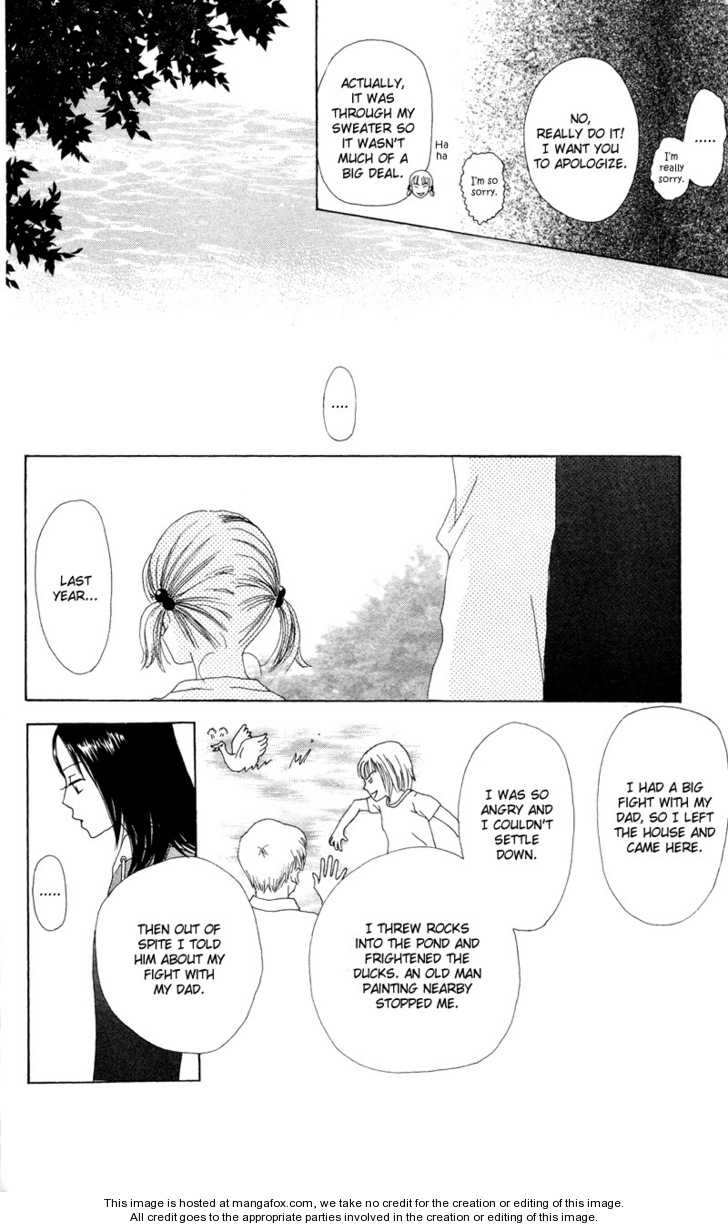 .....
I'm
really
sorry.
NO,
REALLY DO IT!
I WANT YOU
TO APOLOGIZE.
I'm so
sorry.
Ha
ha
ACTUALLY,
IT WAS
THROUGH MY
SWEATER SO
IT WASN'T
MUCH OF A
BIG DEAL.
....
LAST
YEAR...
I HAD A BIG
FIGHT WITH MY
DAD, SO I LEFT
THE HOUSE AND
CAME HERE.
I WAS SO
ANGRY AND
I COULDN'T
SETTLE
DOWN.
I THREW ROCKS
INTO THE POND AND
FRIGHTENED THE
DUCKS. AN OLD MAN
PAINTING NEARBY
STOPPED ME.
THEN OUT OF
SPITE I TOLD
HIM ABOUT MY
FIGHT WITH
MY DAD.
.....
This image is hosted at mangafox.com, we take no credit for the creation or editing of this image.
All credit goes to the appropriate parties involved in the creation or editing of this image.